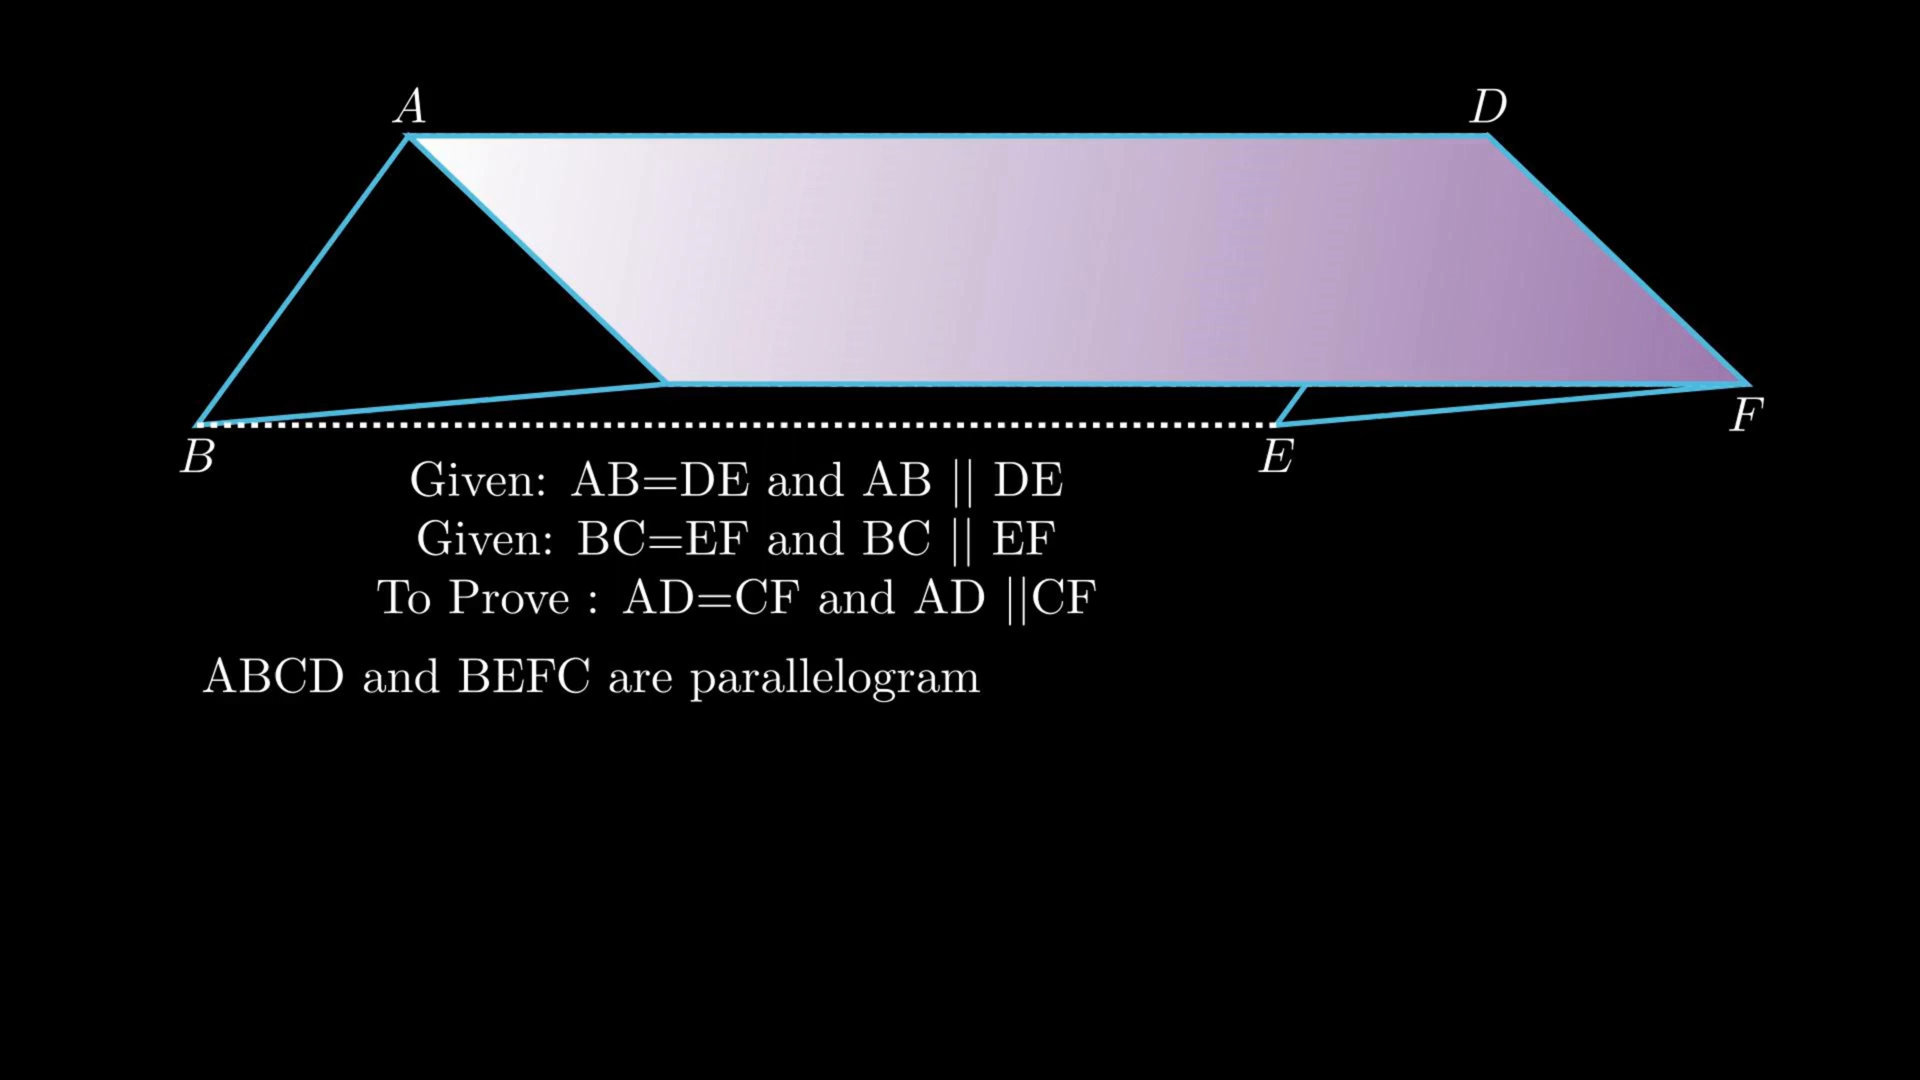 A D
B E F
Given: AB=DE and AB || DE
Given: BC=EF and BC || EF
To Prove : AD=CF and AD ||CF
ABCD and BEFC are parallelogram